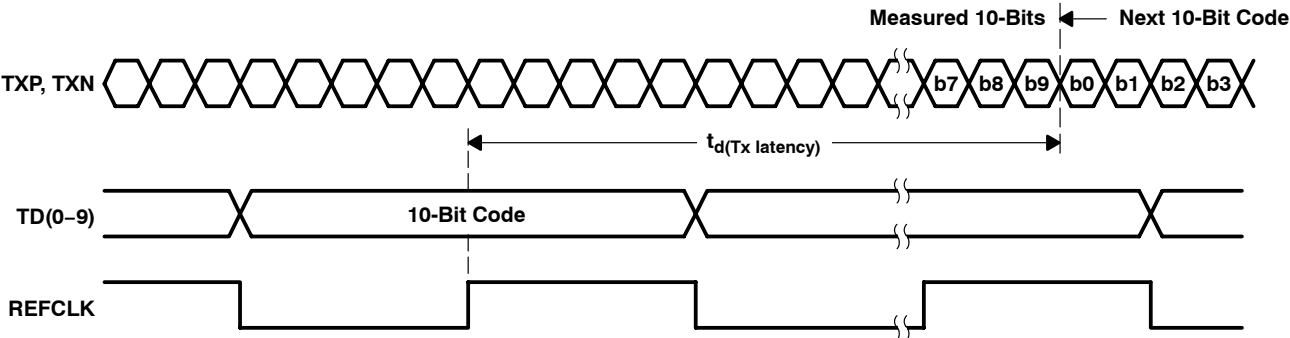 Measured 10-Bits Next 10-Bit Code
TXP, TXN b7 b8 b9 b0 b1 b2 b3
td(Tx latency)
TD(0−9) 10-Bit Code
REFCLK